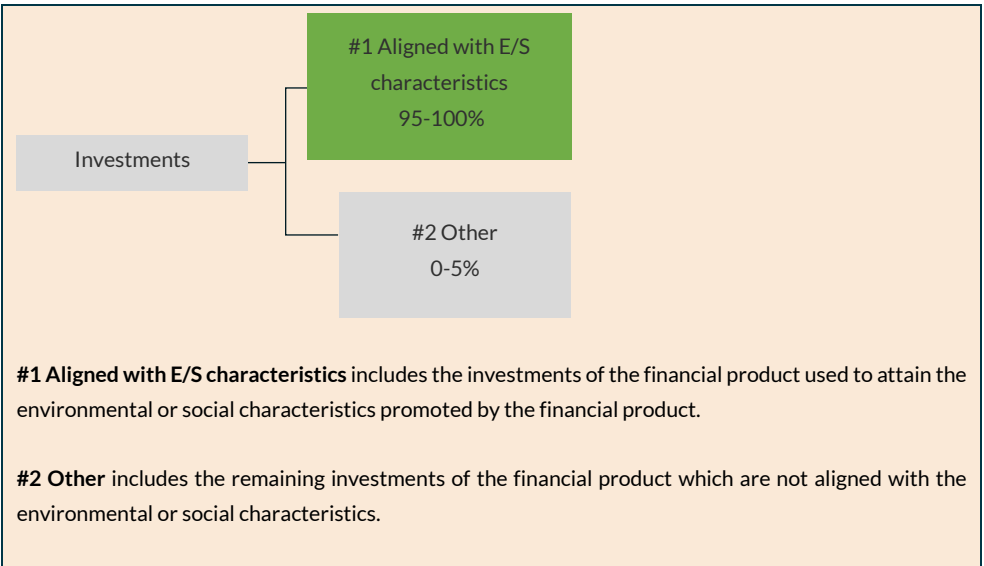 #1 Aligned with E/S
characteristics
95-100%
Investments
#2 Other
0-5%
#1 Aligned with E/S characteristics includes the investments of the financial product used to attain the
environmental or social characteristics promoted by the financial product.
#2 Other includes the remaining investments of the financial product which are not aligned with the
environmental or social characteristics.